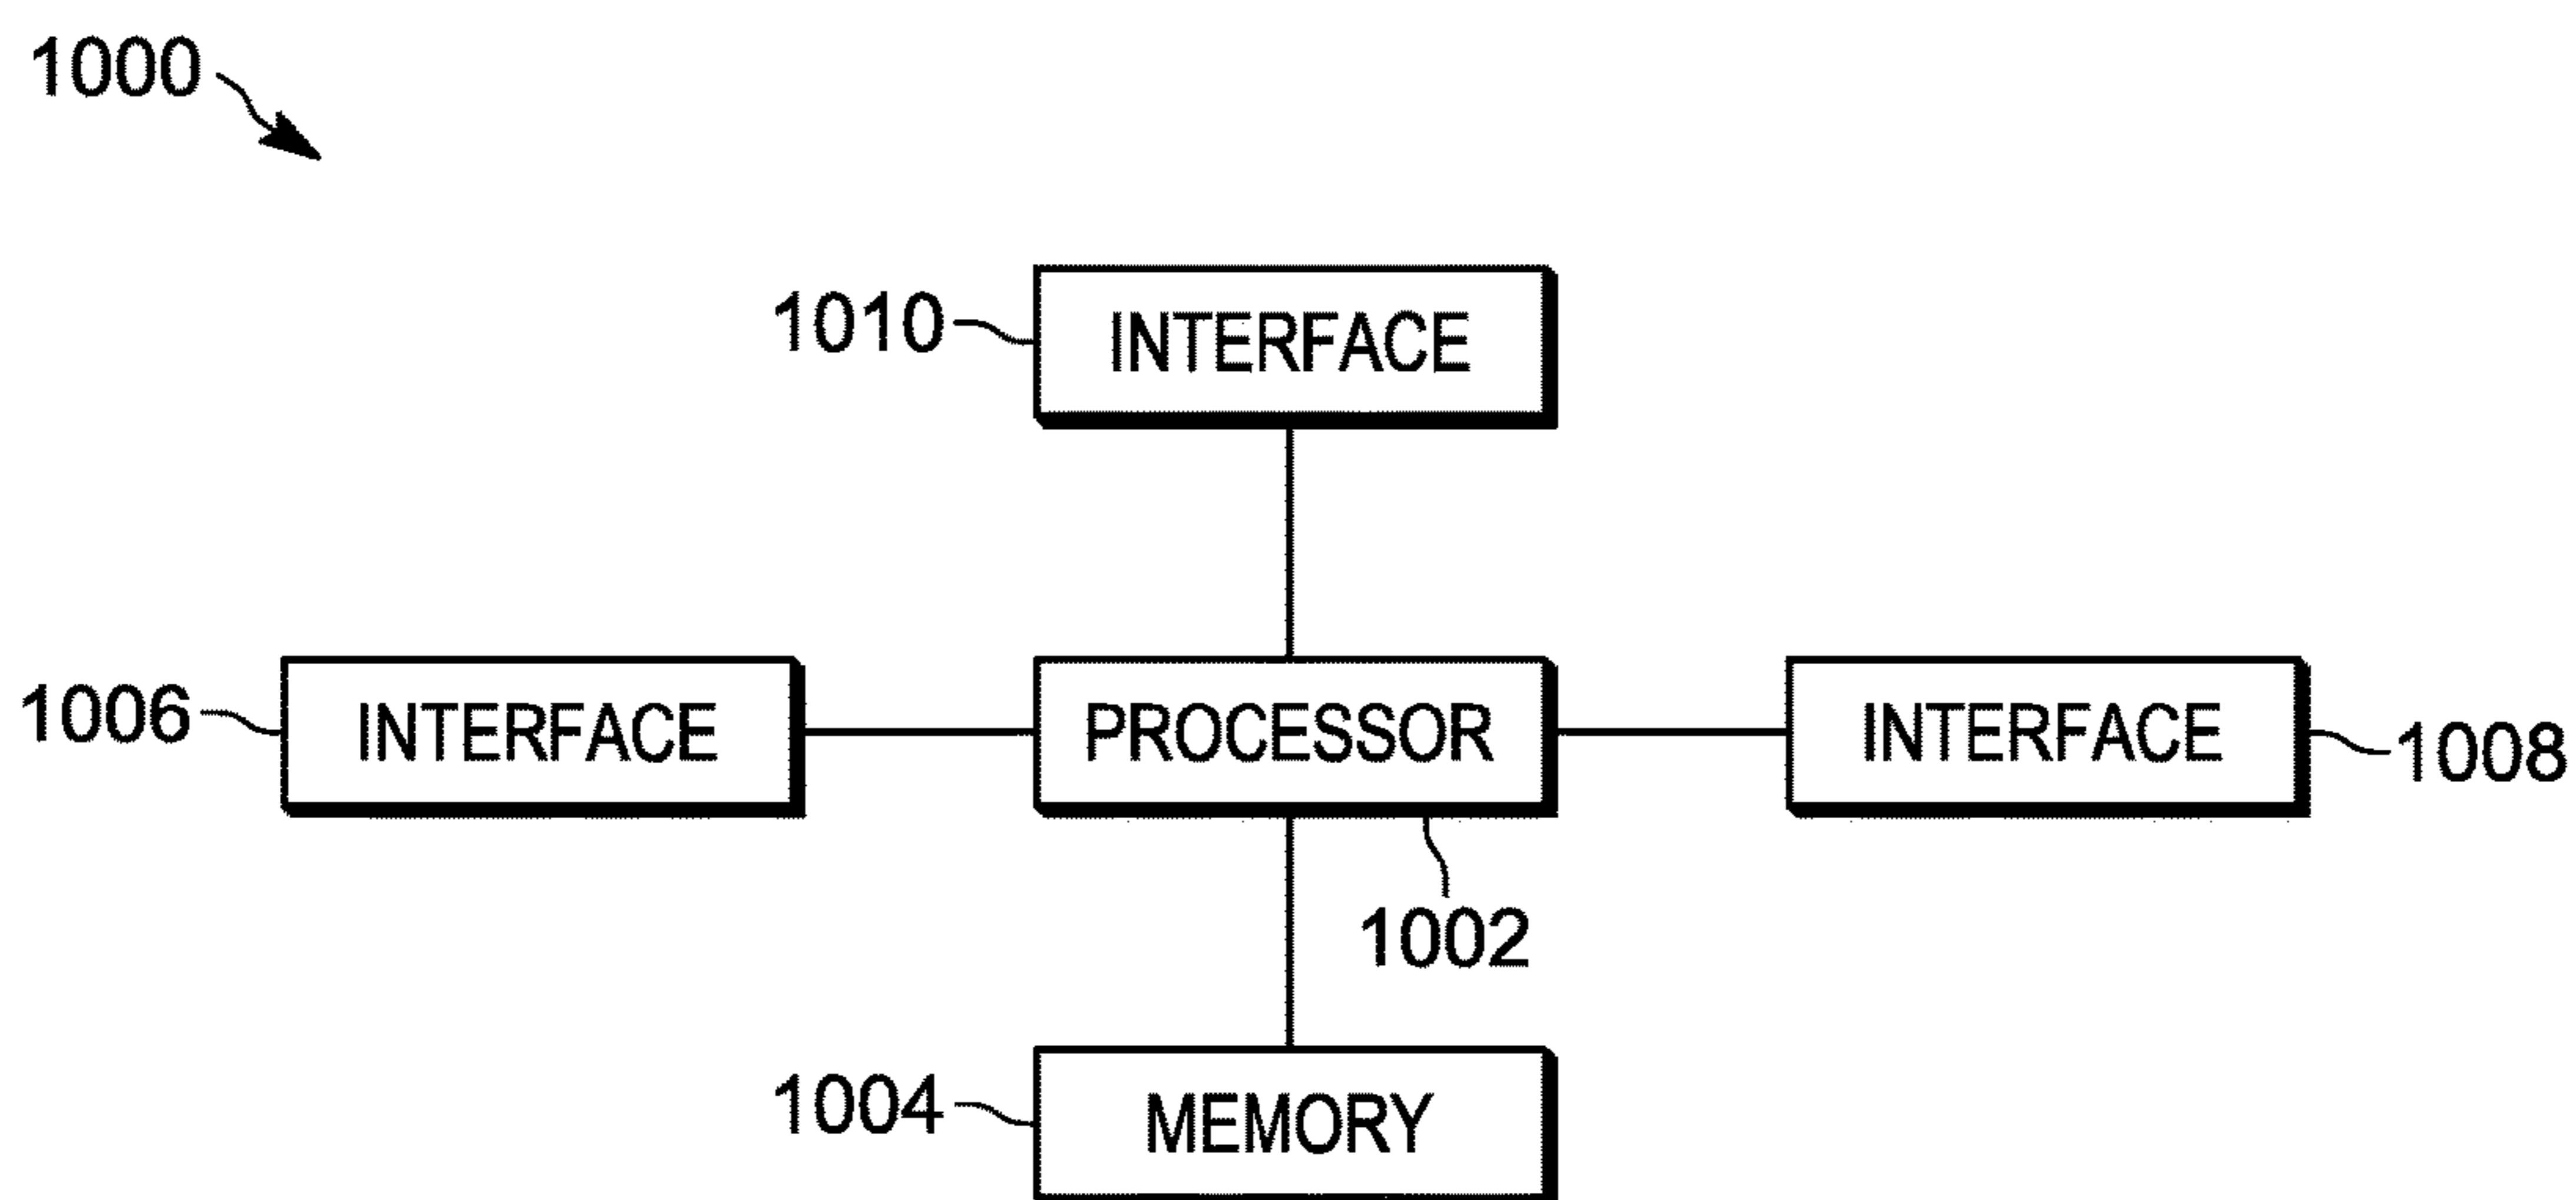 1000
1010 INTERFACE
1006 INTERFACE PROCESSOR INTERFACE 1008
1002
1004 MEMORY